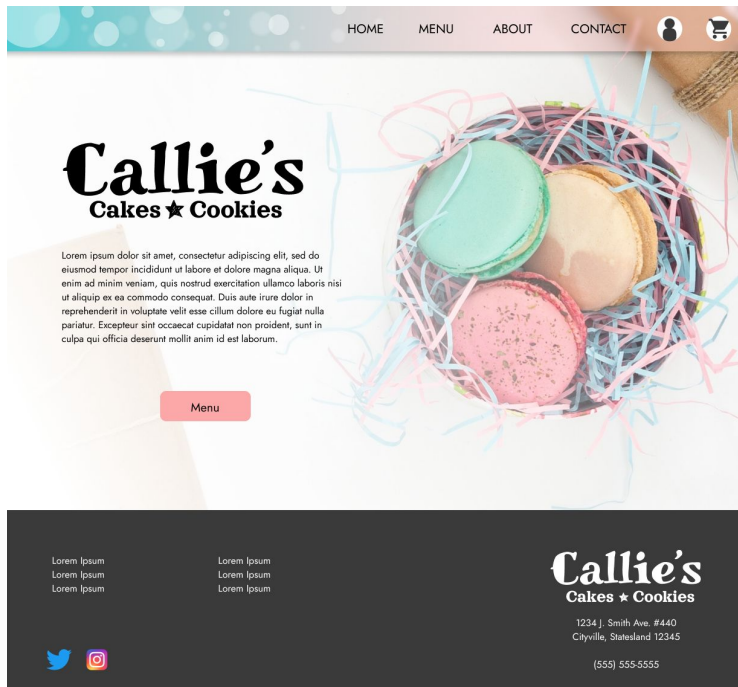 HOME MENU ABOUT CONTACT
Callie's
Cakes ★ Cookies
Lorem ipsum dolor sit amet, consectetur adipiscing elit, sed do
eiusmod tempor incididunt ut labore et dolore magna aliqua. Ut
enim ad minim veniam, quis nostrud exercitation ullamco laboris nisi
ut aliquip ex ea commodo consequat. Duis aute irure dolor in
reprehenderit in voluptate velit esse cillum dolore eu fugiat nulla
pariatur. Excepteur sint occaecat cupidatat non proident, sunt in
culpa qui officia deserunt mollit anim id est laborum.
Menu
Lorem Ipsum
Lorem Ipsum
Lorem Ipsum
Lorem Ipsum
Lorem Ipsum
Lorem Ipsum
Callie's
Cakes ★ Cookies
1234 J. Smith Ave. #440
Cityville, Statesland 12345
(555) 555-5555